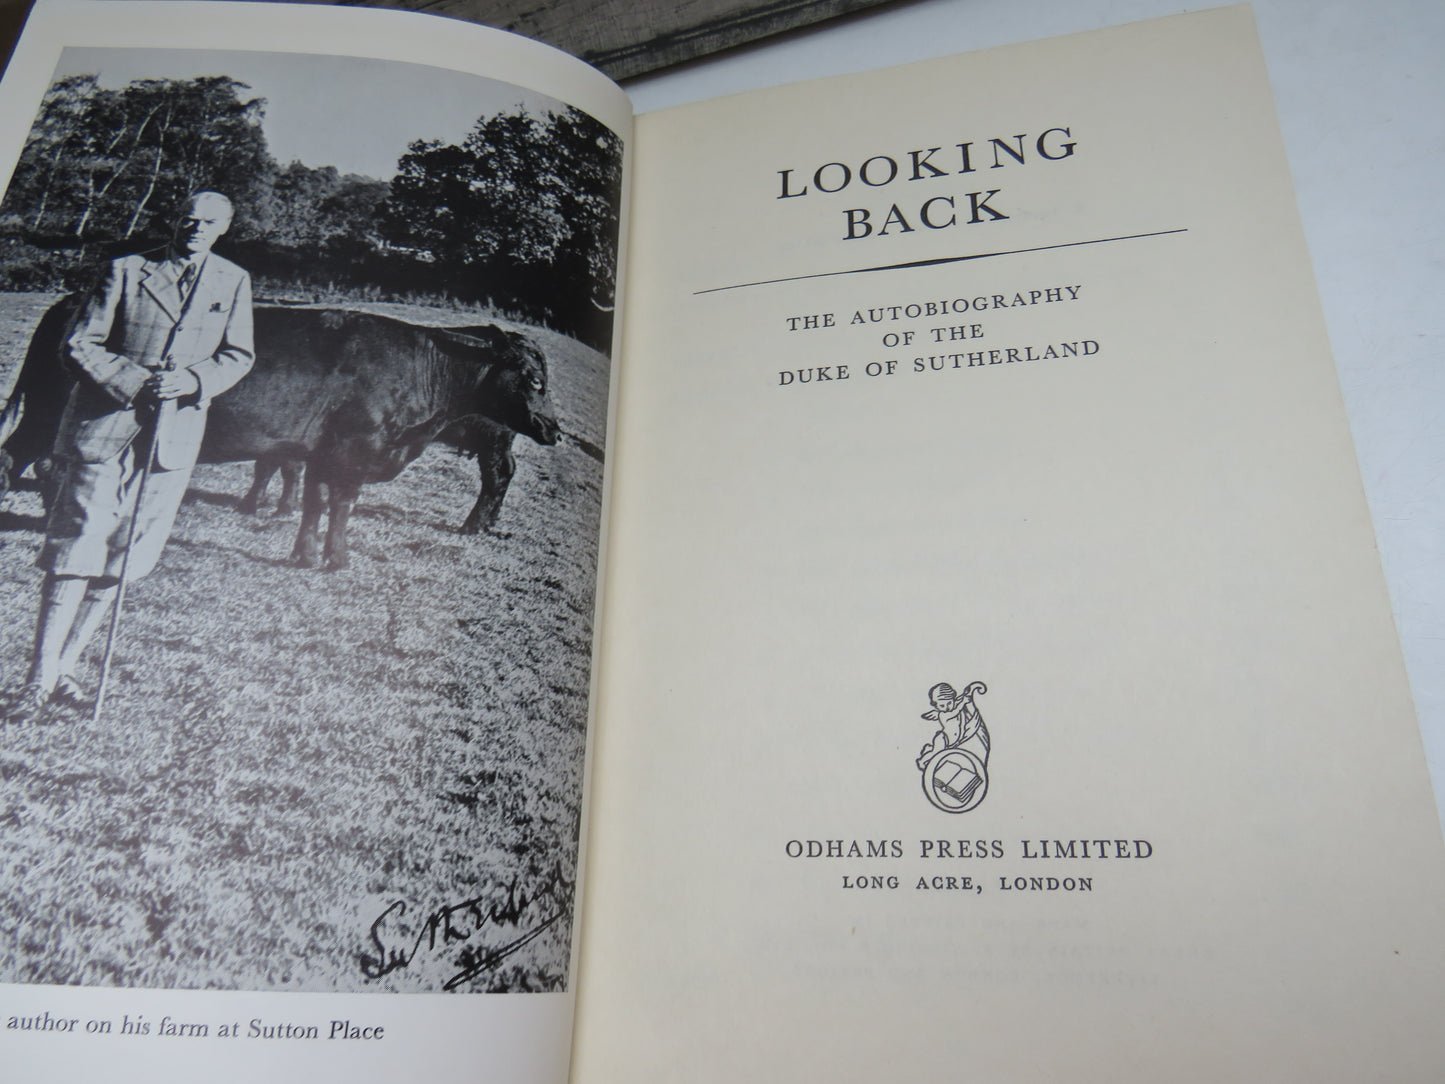 Sutherland
author on his farm at Sutton Place
LOOKING
BACK
THE AUTOBIOGRAPHY
OF THE
DUKE OF SUTHERLAND
ODHAMS PRESS LIMITED
LONG ACRE, LONDON